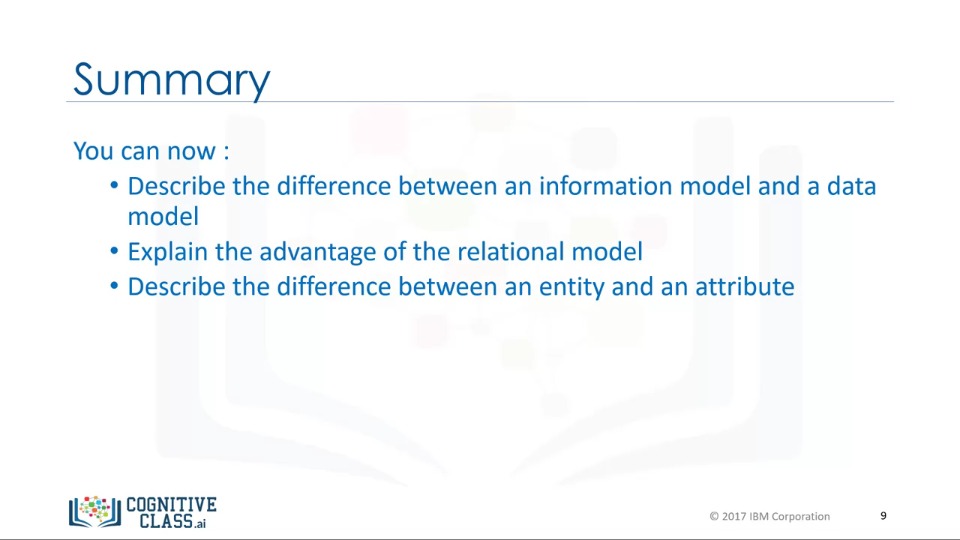 Summary
You can now :
• Describe the difference between an information model and a data
model
• Explain the advantage of the relational model
• Describe the difference between an entity and an attribute
COGNITIVE
CLASS.ai
© 2017 IBM Corporation
9